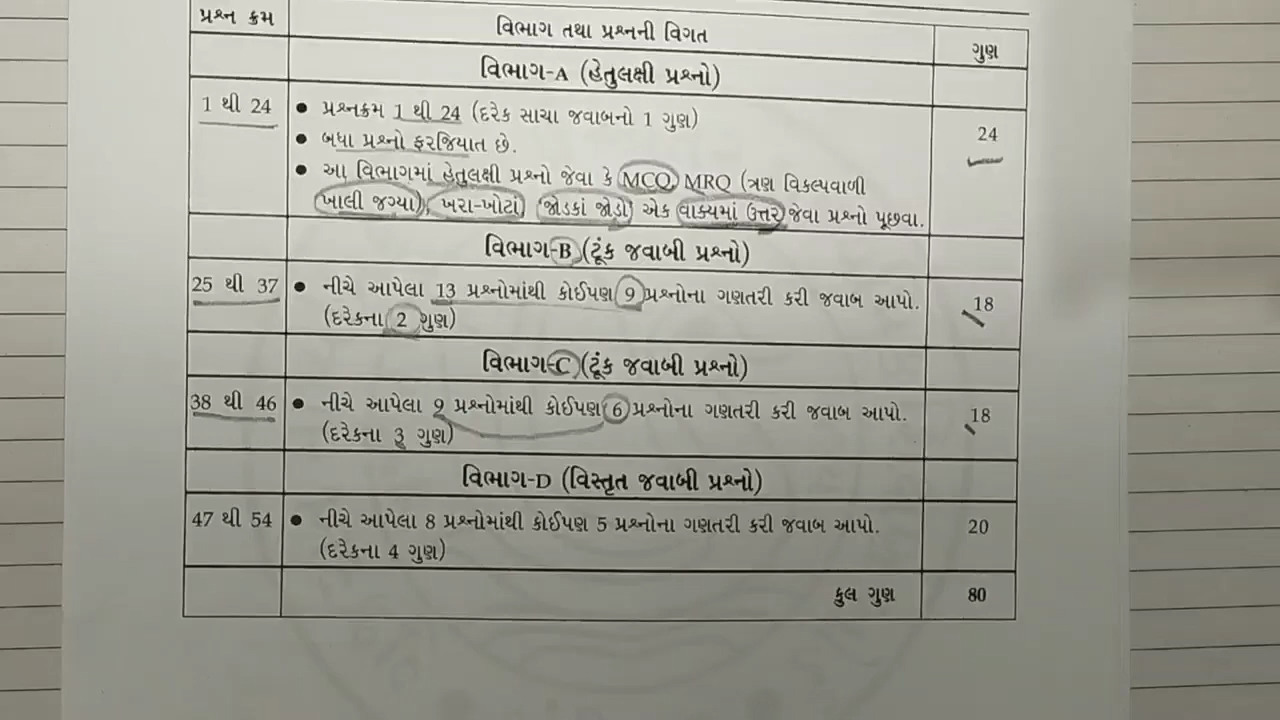 પ્રશ્ન ક્રમ
વિભાગ તથા પ્રશ્નની વિગત
ગુણ
વિભાગ-A (હેતુલક્ષી પ્રશ્નો)
1 થી 24
• પ્રશ્નક્રમ 1 થી 24 (દરેક સાચા જવાબનો 1 ગુણ)
24
• બધા પ્રશ્નો ફરજિયાત છે.
• આ વિભાગમાં હેતુલક્ષી પ્રશ્નો જેવા કે MCQ, MRQ (ત્રણ વિકલ્પવાળી
ખાલી જગ્યા), ખરા-ખોટાં, જોડકાં જોડો, એક વાક્યમાં ઉત્તર જેવા પ્રશ્નો પૂછવા.
વિભાગ-B (ટૂંક જવાબી પ્રશ્નો)
25 થી 37
• નીચે આપેલા 13 પ્રશ્નોમાંથી કોઈપણ 9 પ્રશ્નોના ગણતરી કરી જવાબ આપો.
18
(દરેકના 2 ગુણ)
વિભાગ-C (ટૂંક જવાબી પ્રશ્નો)
38 થી 46
• નીચે આપેલા 9 પ્રશ્નોમાંથી કોઈપણ 6 પ્રશ્નોના ગણતરી કરી જવાબ આપો.
18
(દરેકના 3 ગુણ)
વિભાગ-D (વિસ્તૃત જવાબી પ્રશ્નો)
47 થી 54
• નીચે આપેલા 8 પ્રશ્નોમાંથી કોઈપણ 5 પ્રશ્નોના ગણતરી કરી જવાબ આપો.
20
(દરેકના 4 ગુણ)
કુલ ગુણ
80